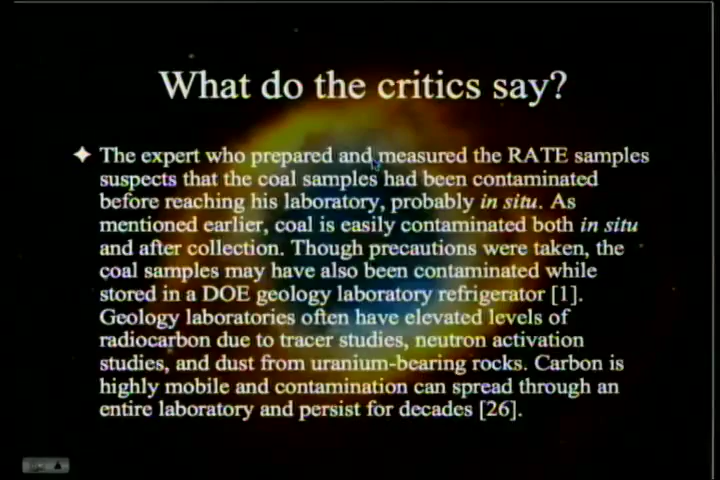 What do the critics say?
The expert who prepared and measured the RATE samples
suspects that the coal samples had been contaminated
before reaching his laboratory, probably in situ. As
mentioned earlier, coal is easily contaminated both in situ
and after collection. Though precautions were taken, the
coal samples may have also been contaminated while
stored in a DOE geology laboratory refrigerator [1].
Geology laboratories often have elevated levels of
radiocarbon due to tracer studies, neutron activation
studies, and dust from uranium-bearing rocks. Carbon is
highly mobile and contamination can spread through an
entire laboratory and persist for decades [26].